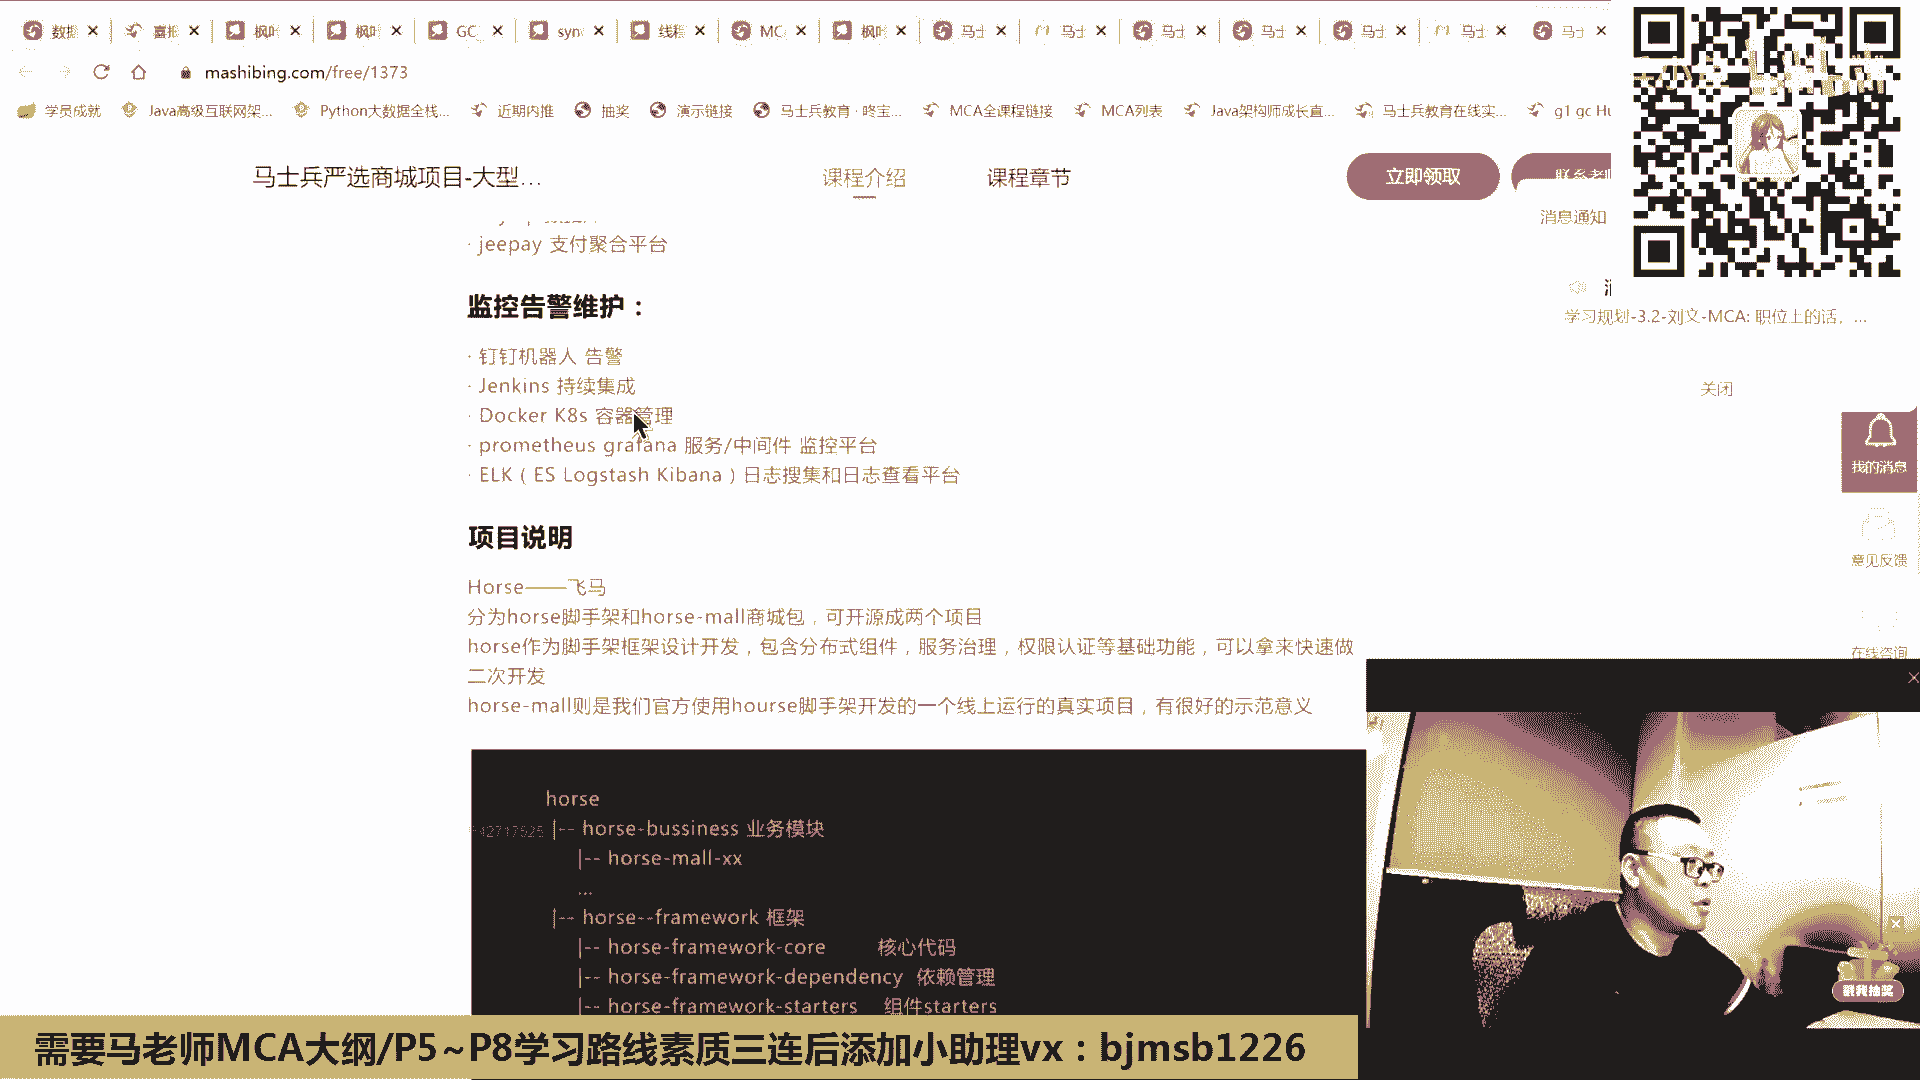 数据
喜报
枫叶
枫叶
GC
syn
线程
MC
枫叶
马士
马士
马士
马士
马士
马士
马士
mashibing.com/free/1373
学员成就
Java高级互联网架...
Python大数据全栈...
近期内推
抽奖
演示链接
马士兵教育 · 咚宝...
MCA全课程链接
MCA列表
Java架构师成长直...
马士兵教育在线实...
g1 gc Hu
马士兵严选商城项目-大型...
课程介绍
课程章节
立即领取
联系老师
消息通知
· jeepay 支付聚合平台
监控告警维护：
学习规划-3.2-刘文-MCA: 职位上的话，...
· 钉钉机器人 告警
· Jenkins 持续集成
关闭
· Docker K8s 容器管理
· prometheus grafana 服务/中间件 监控平台
我的消息
· ELK ( ES Logstash Kibana ) 日志搜集和日志查看平台
项目说明
意见反馈
Horse——飞马
分为horse脚手架和horse-mall商城包，可开源成两个项目
horse作为脚手架框架设计开发，包含分布式组件，服务治理，权限认证等基础功能，可以拿来快速做
二次开发
在线咨询
horse-mall则是我们官方使用hourse脚手架开发的一个线上运行的真实项目，有很好的示范意义
horse
|-- horse-bussiness 业务模块
|-- horse-mall-xx
...
|-- horse--framework 框架
|-- horse-framework-core 核心代码
|-- horse-framework-dependency 依赖管理
|-- horse-framework-starters 组件starters
戳我抽奖
需要马老师MCA大纲/P5~P8学习路线素质三连后添加小助理vx：bjmsb1226